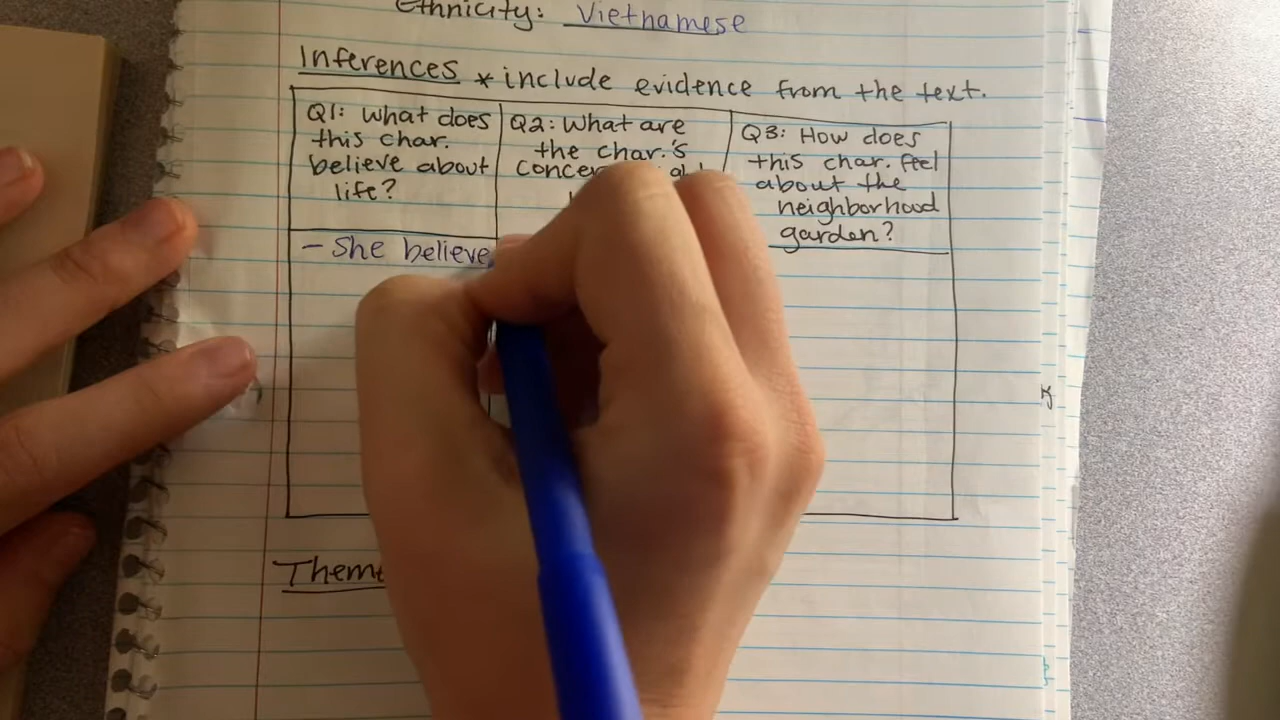 Ethnicity: Vietnamese
Inferences * include evidence from the text.
Q1: What does
this char.
believe about
life?
Q2: What are
the char.'s
Q3: How does
this char. feel
about the
neighborhood
garden?
- She believe